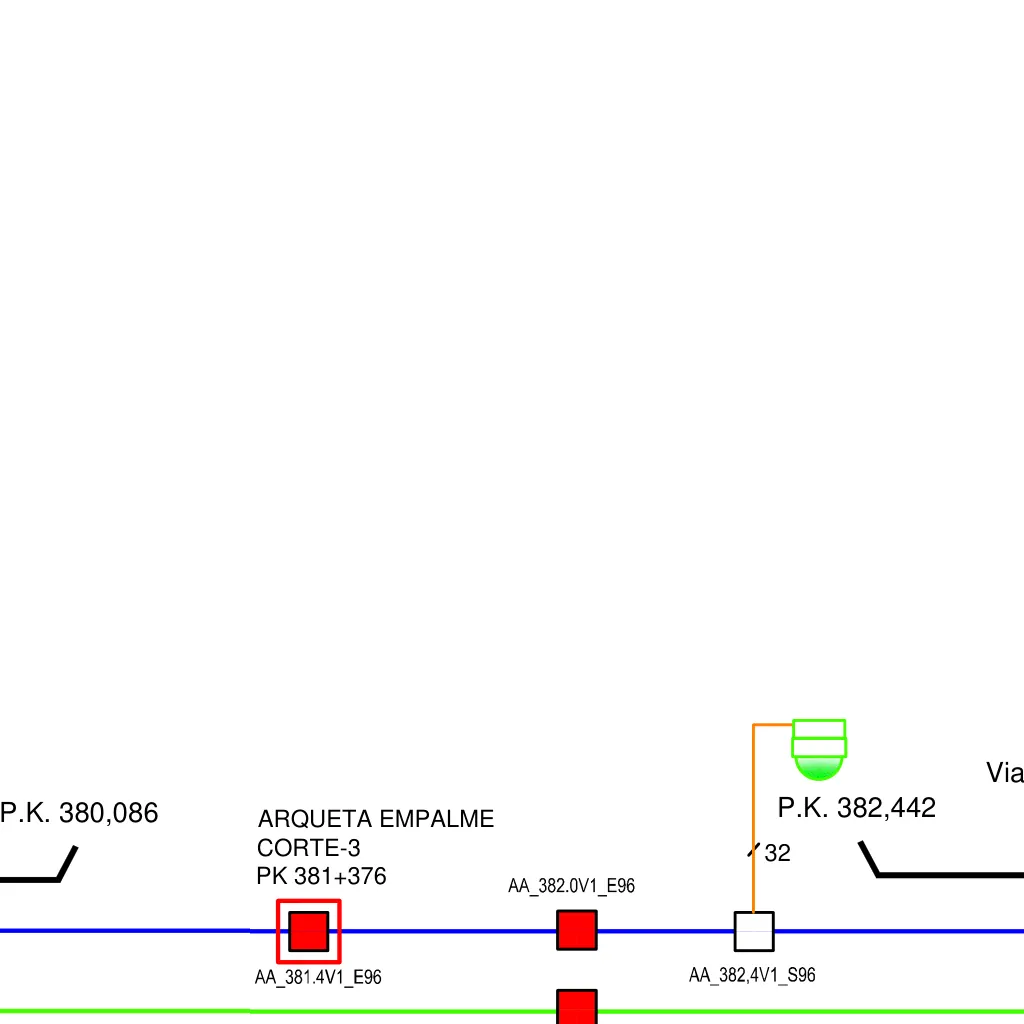 Via
P.K. 380,086
ARQUETA EMPALME
CORTE-3
PK 381+376
P.K. 382,442
32
AA_382.0V1_E96
AA_381.4V1_E96
AA_382,4V1_S96